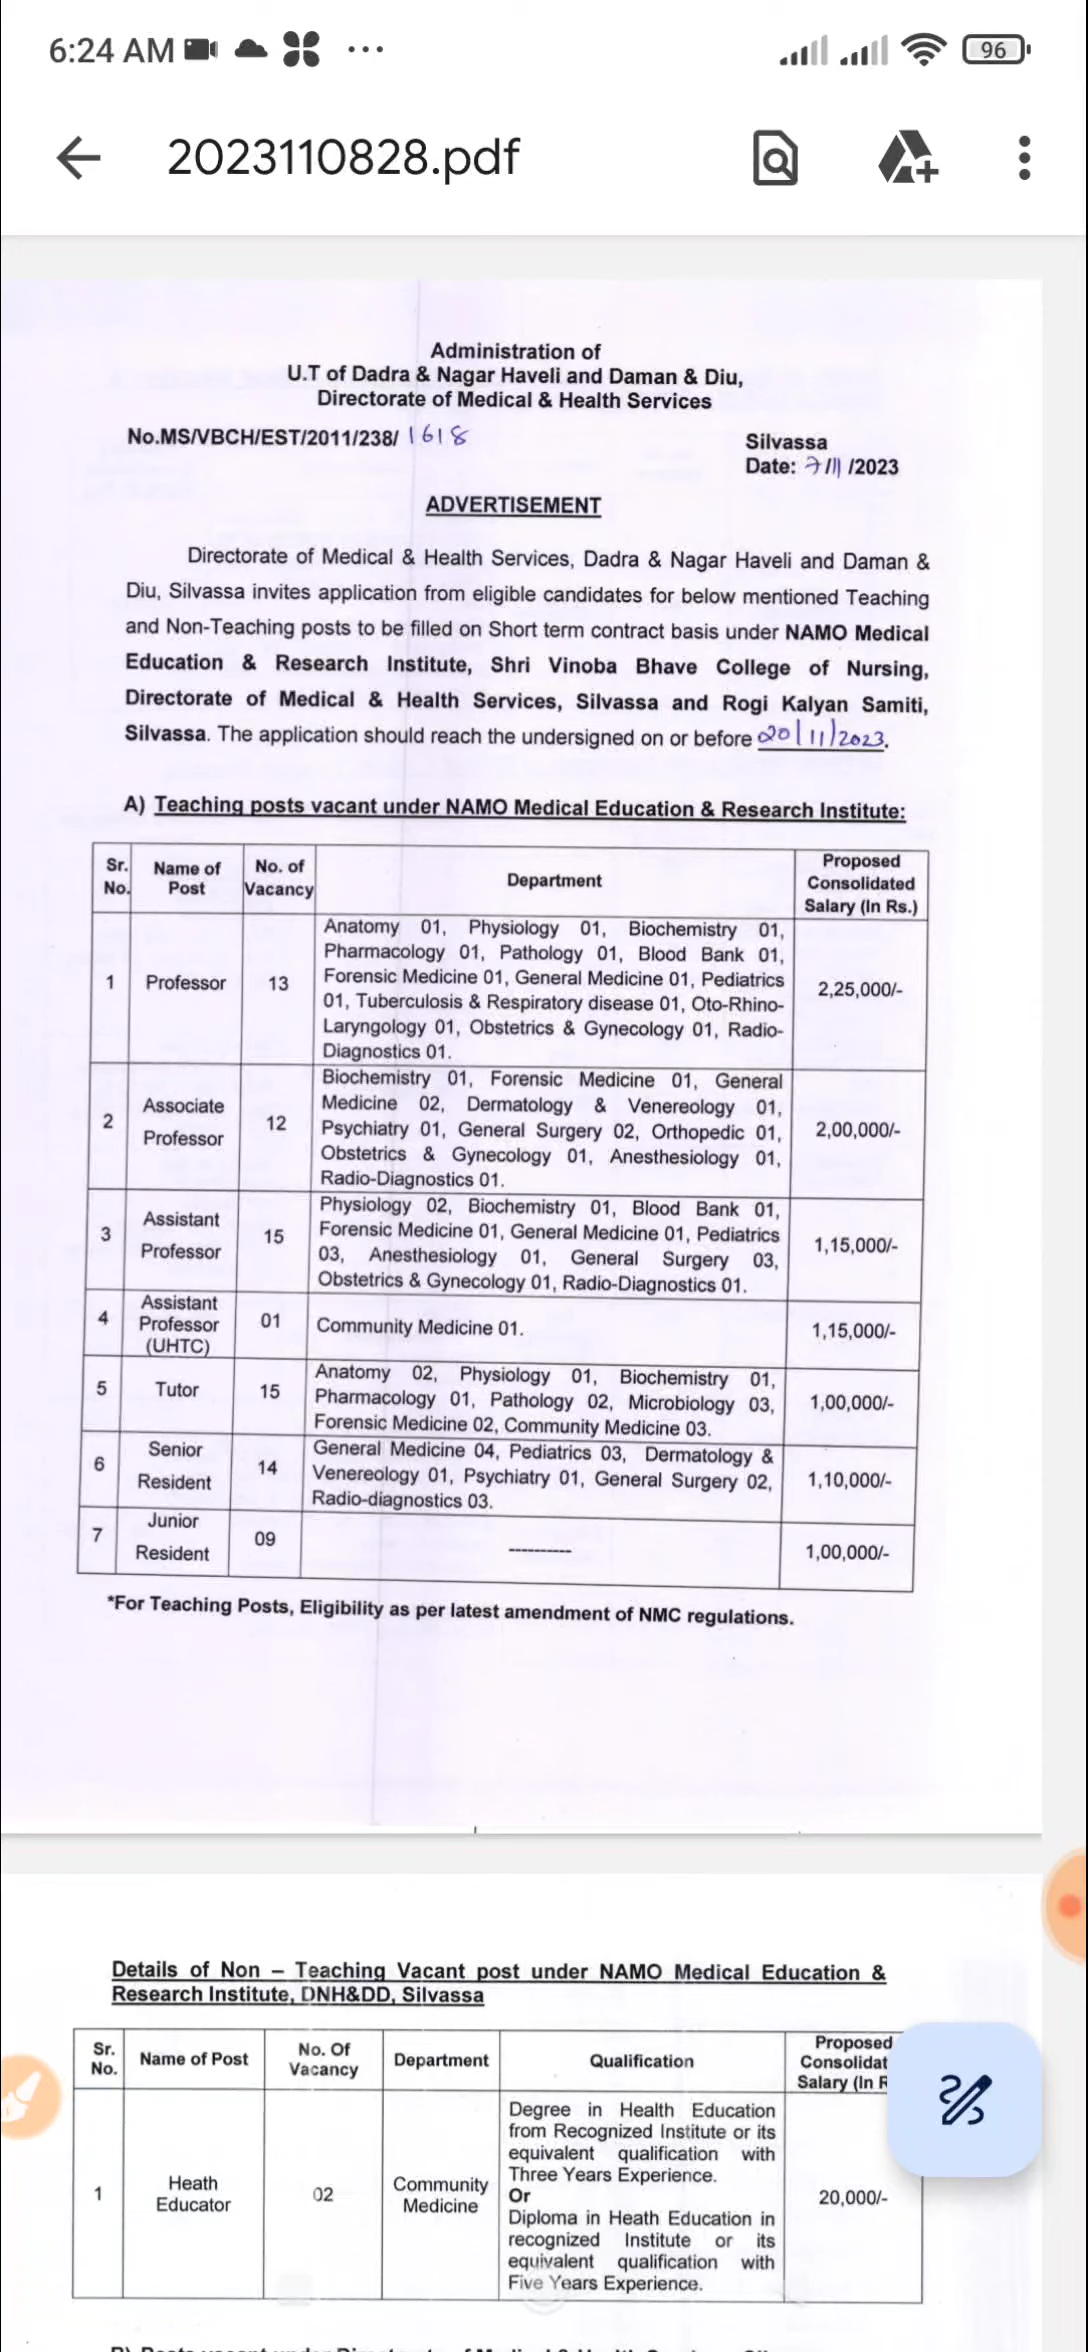 6:24 AM
96
2023110828.pdf
Administration of
U.T of Dadra & Nagar Haveli and Daman & Diu,
Directorate of Medical & Health Services
No.MS/VBCH/EST/2011/238/ 1618
Silvassa
Date: 7/11/2023
ADVERTISEMENT
Directorate of Medical & Health Services, Dadra & Nagar Haveli and Daman &
Diu, Silvassa invites application from eligible candidates for below mentioned Teaching
and Non-Teaching posts to be filled on Short term contract basis under NAMO Medical
Education & Research Institute, Shri Vinoba Bhave College of Nursing,
Directorate of Medical & Health Services, Silvassa and Rogi Kalyan Samiti,
Silvassa. The application should reach the undersigned on or before 20/11/2023.
A) Teaching posts vacant under NAMO Medical Education & Research Institute:
Sr. No.
Name of Post
No. of Vacancy
Department
Proposed Consolidated Salary (In Rs.)
1
Professor
13
Anatomy 01, Physiology 01, Biochemistry 01,
Pharmacology 01, Pathology 01, Blood Bank 01,
Forensic Medicine 01, General Medicine 01, Pediatrics
01, Tuberculosis & Respiratory disease 01, Oto-Rhino-
Laryngology 01, Obstetrics & Gynecology 01, Radio-
Diagnostics 01.
2,25,000/-
2
Associate
Professor
12
Biochemistry 01, Forensic Medicine 01, General
Medicine 02, Dermatology & Venereology 01,
Psychiatry 01, General Surgery 02, Orthopedic 01,
Obstetrics & Gynecology 01, Anesthesiology 01,
Radio-Diagnostics 01.
2,00,000/-
3
Assistant
Professor
15
Physiology 02, Biochemistry 01, Blood Bank 01,
Forensic Medicine 01, General Medicine 01, Pediatrics
03, Anesthesiology 01, General Surgery 03,
Obstetrics & Gynecology 01, Radio-Diagnostics 01.
1,15,000/-
4
Assistant
Professor
(UHTC)
01
Community Medicine 01.
1,15,000/-
5
Tutor
15
Anatomy 02, Physiology 01, Biochemistry 01,
Pharmacology 01, Pathology 02, Microbiology 03,
Forensic Medicine 02, Community Medicine 03.
1,00,000/-
6
Senior
Resident
14
General Medicine 04, Pediatrics 03, Dermatology &
Venereology 01, Psychiatry 01, General Surgery 02,
Radio-diagnostics 03.
1,10,000/-
7
Junior
Resident
09
----------
1,00,000/-
*For Teaching Posts, Eligibility as per latest amendment of NMC regulations.
Details of Non – Teaching Vacant post under NAMO Medical Education &
Research Institute, DNH&DD, Silvassa
Sr. No.
Name of Post
No. Of Vacancy
Department
Qualification
Proposed
Consolidat
Salary (In R
1
Heath
Educator
02
Community
Medicine
Degree in Health Education
from Recognized Institute or its
equivalent qualification with
Three Years Experience.
Or
Diploma in Heath Education in
recognized Institute or its
equivalent qualification with
Five Years Experience.
20,000/-